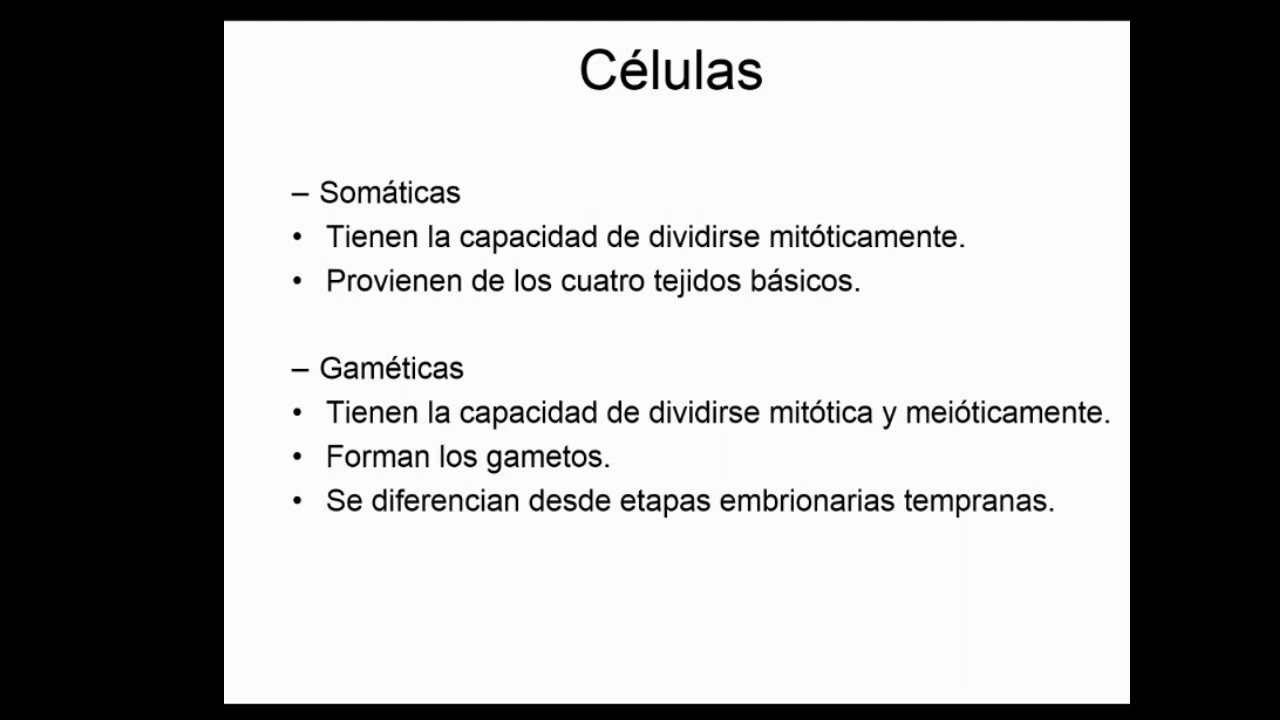 Células
– Somáticas
• Tienen la capacidad de dividirse mitóticamente.
• Provienen de los cuatro tejidos básicos.
– Gaméticas
• Tienen la capacidad de dividirse mitótica y meióticamente.
• Forman los gametos.
• Se diferencian desde etapas embrionarias tempranas.